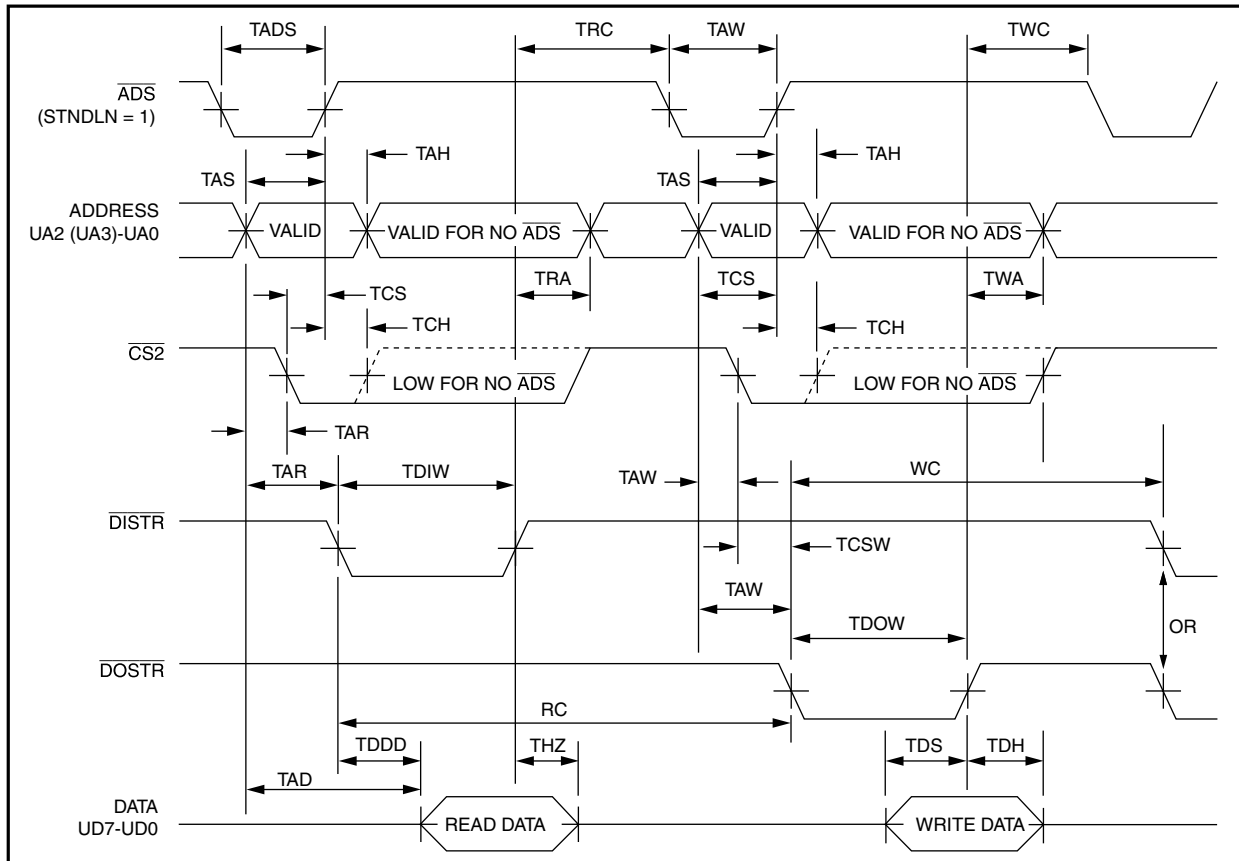 TADS TRC TAW TWC
ADS
(STNDLN = 1)
TAH TAH
TAS TAS
ADDRESS
UA2 (UA3)-UA0
VALID VALID FOR NO ADS VALID VALID FOR NO ADS
TCS TRA TCS TWA
TCH TCH
CS2
LOW FOR NO ADS LOW FOR NO ADS
TAR
TAR TDIW TAW WC
DISTR
TCSW
TAW
TDOW OR
DOSTR
RC
TDDD THZ TDS TDH
TAD
DATA
UD7-UD0
READ DATA WRITE DATA